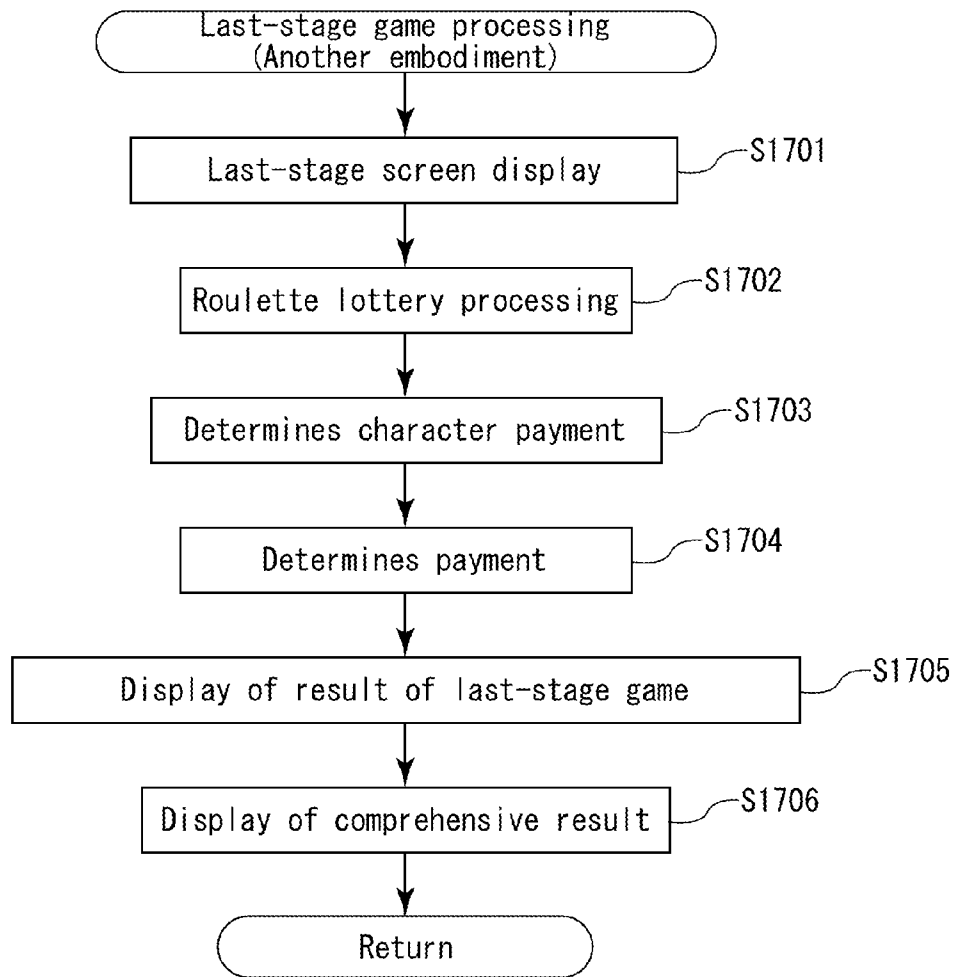 Last-stage game processing
(Another embodiment)
Last-stage screen display
S1701
Roulette lottery processing
S1702
Determines character payment
S1703
Determines payment
S1704
Display of result of last-stage game
S1705
Display of comprehensive result
S1706
Return